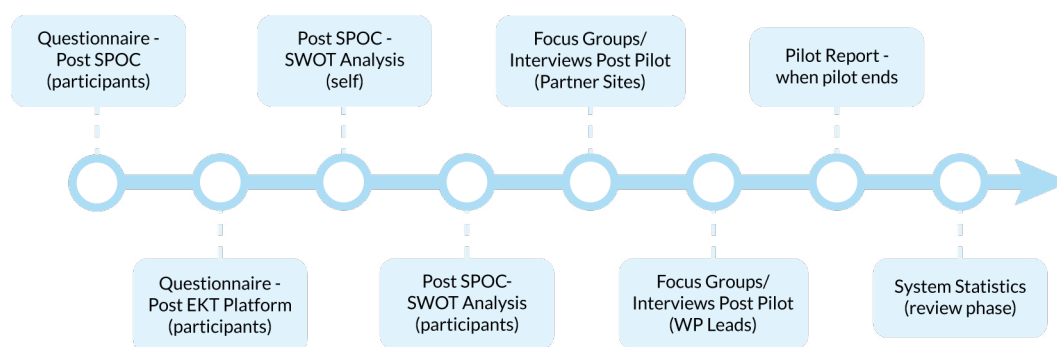 Questionnaire -
Post SPOC
(participants)
Post SPOC -
SWOT Analysis
(self)
Focus Groups/
Interviews Post Pilot
(Partner Sites)
Pilot Report -
when pilot ends
Questionnaire -
Post EKT Platform
(participants)
Post SPOC-
SWOT Analysis
(participants)
Focus Groups/
Interviews Post Pilot
(WP Leads)
System Statistics
(review phase)